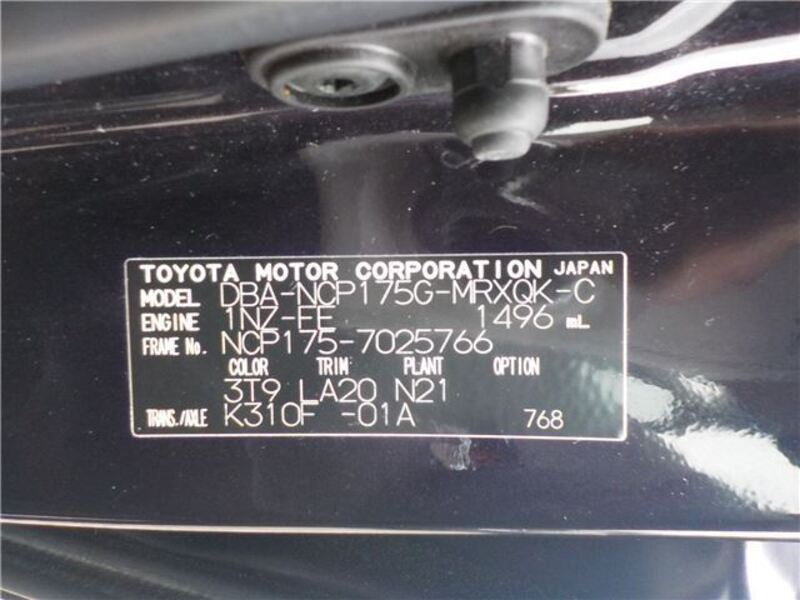 TOYOTA MOTOR CORPORATION JAPAN
MODEL DBA-NCP175G-MRXQK-C
ENGINE 1NZ-FE 1496 mL
FRAME No. NCP175-7025766
COLOR TRIM PLANT OPTION
3T9 LA20 N21
TRANS./AXLE K310F -01A 768